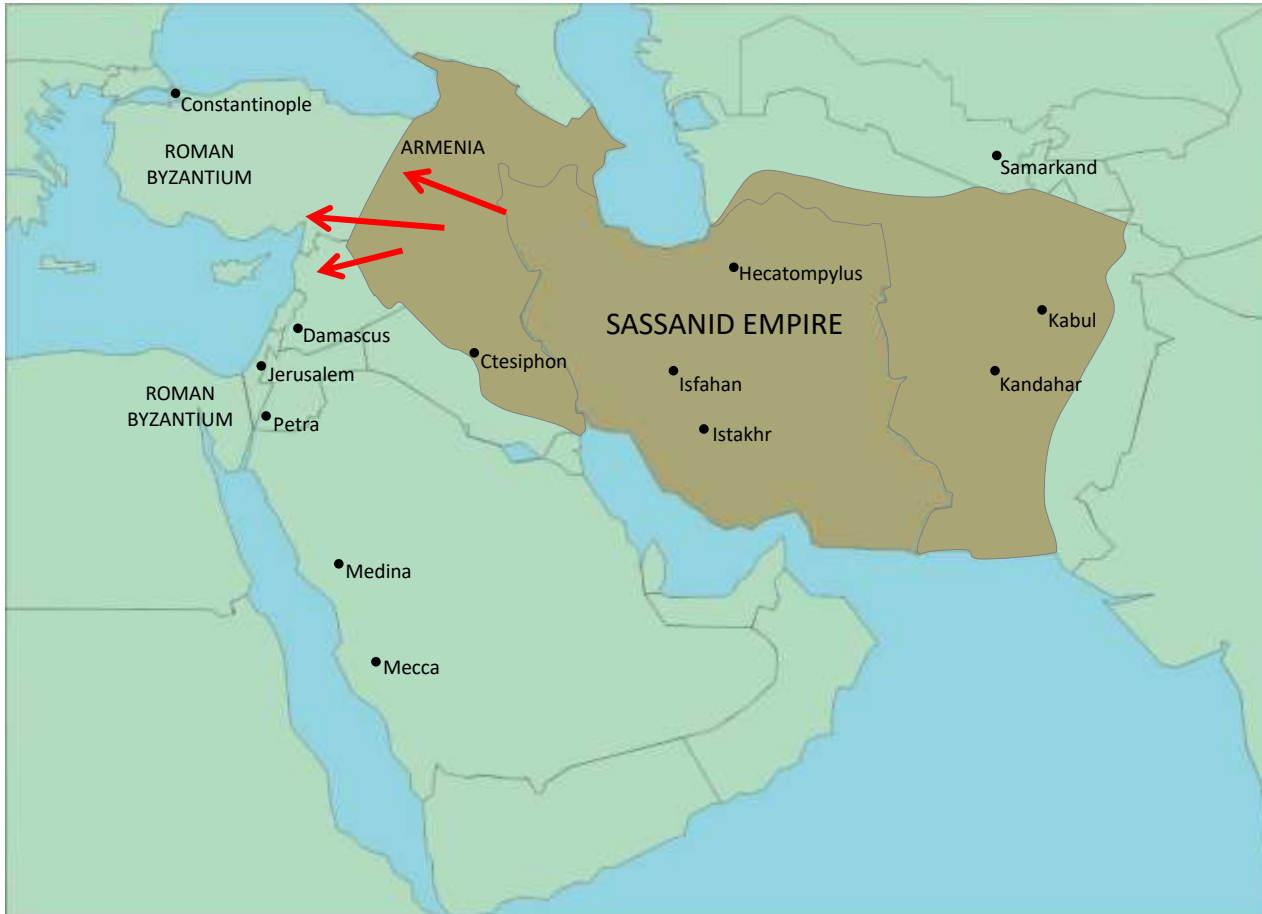 Constantinople
ROMAN
BYZANTIUM
ARMENIA
Samarkand
Hecatompylus
SASSANID EMPIRE
Kabul
Damascus
Ctesiphon
Jerusalem
Isfahan
Kandahar
ROMAN
BYZANTIUM
Petra
Istakhr
Medina
Mecca